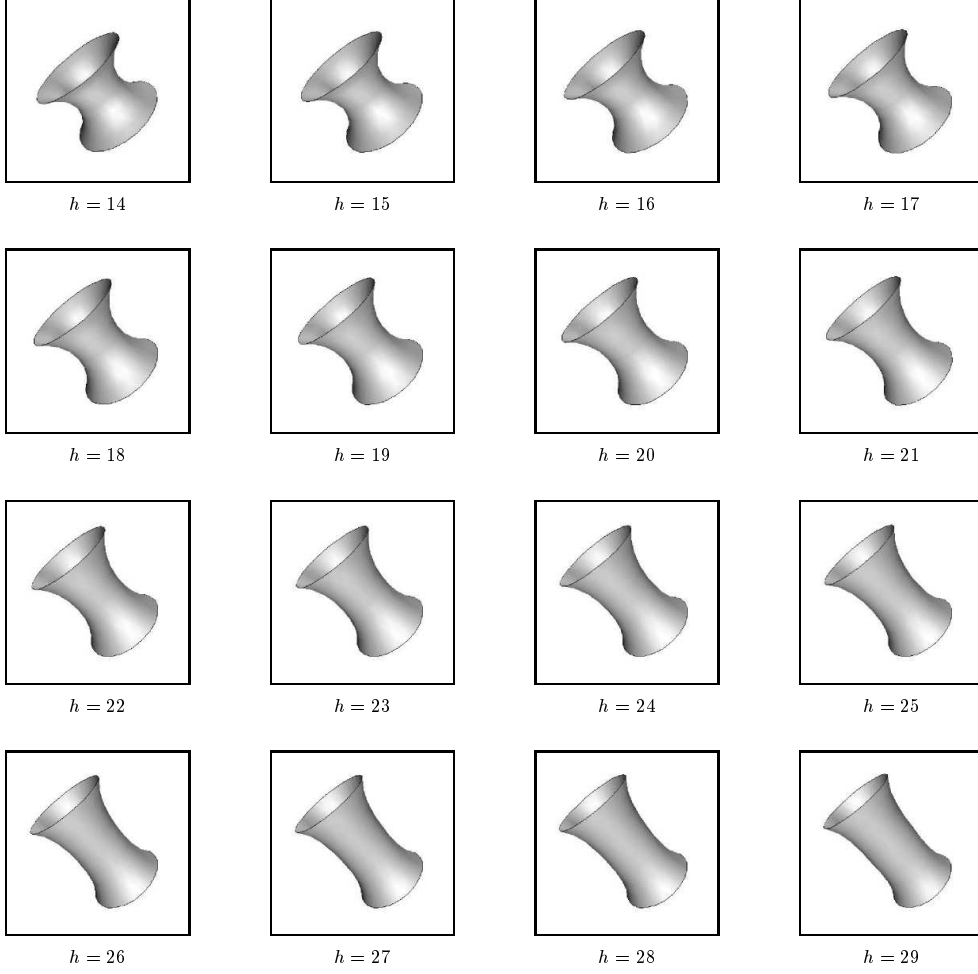 h = 14 h = 15 h = 16 h = 17
h = 18 h = 19 h = 20 h = 21
h = 22 h = 23 h = 24 h = 25
h = 26 h = 27 h = 28 h = 29